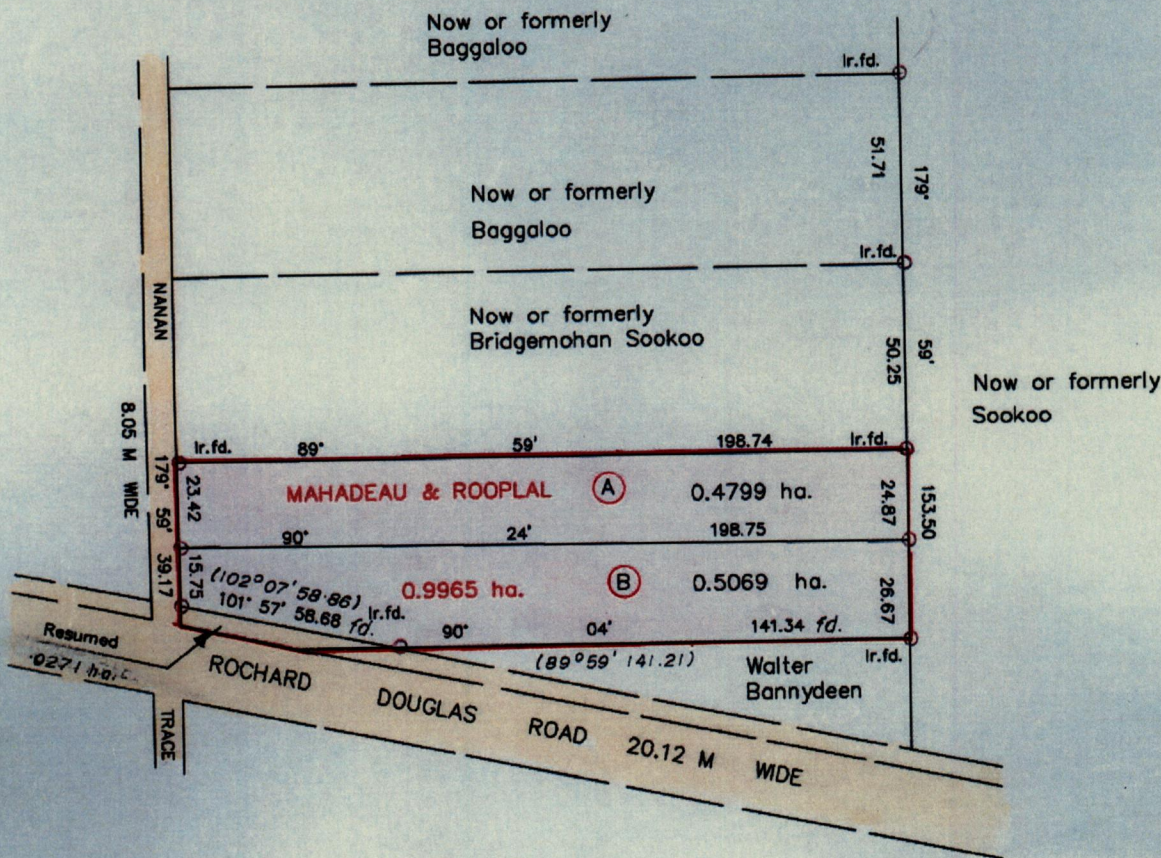 Now or formerly
Baggaloo
Ir.fd.
51.71
179°
Now or formerly
Baggaloo
Ir.fd.
NANAN
Now or formerly
Bridgemohan Sookoo
50.25
59'
Now or formerly
Sookoo
8.05 M WIDE
Ir.fd.
89°
59'
198.74
Ir.fd.
179° 59'
23.42
MAHADEAU & ROOPLAL
A
0.4799 ha.
24.87
153.50
90°
24'
198.75
39.17
15.75
(102°07'58.86)
101° 57' 58.68 fd.
Ir.fd.
0.9965 ha.
B
0.5069 ha.
26.67
90°
04'
141.34 fd.
(89°59' 141.21)
Ir.fd.
Walter
Bannydeen
Resumed
.0271 ha.
ROCHARD DOUGLAS ROAD 20.12 M WIDE
TRACE